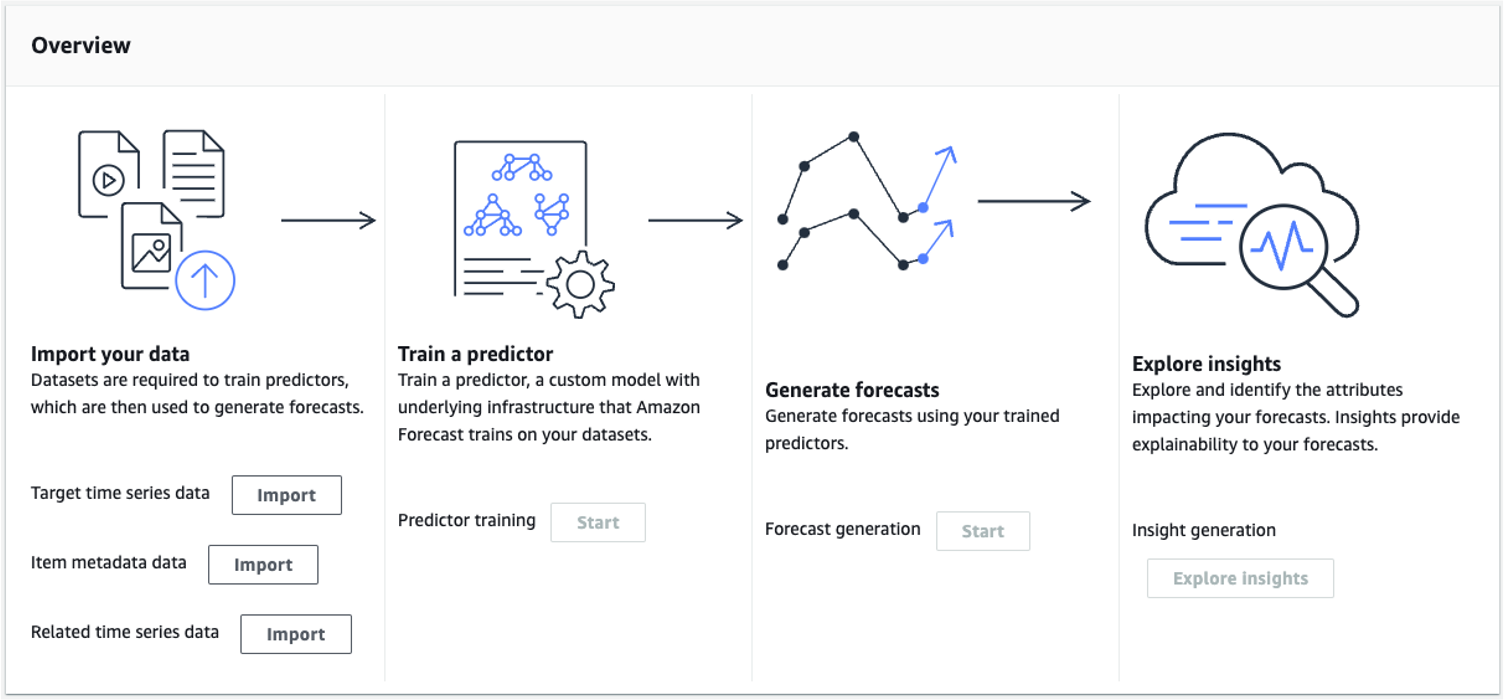 Overview
Import your data
Datasets are required to train predictors,
which are then used to generate forecasts.
Target time series data
Import
Item metadata data
Import
Related time series data
Import
Train a predictor
Train a predictor, a custom model with
underlying infrastructure that Amazon
Forecast trains on your datasets.
Predictor training
Start
Generate forecasts
Generate forecasts using your trained
predictors.
Forecast generation
Start
Explore insights
Explore and identify the attributes
impacting your forecasts. Insights provide
explainability to your forecasts.
Insight generation
Explore insights